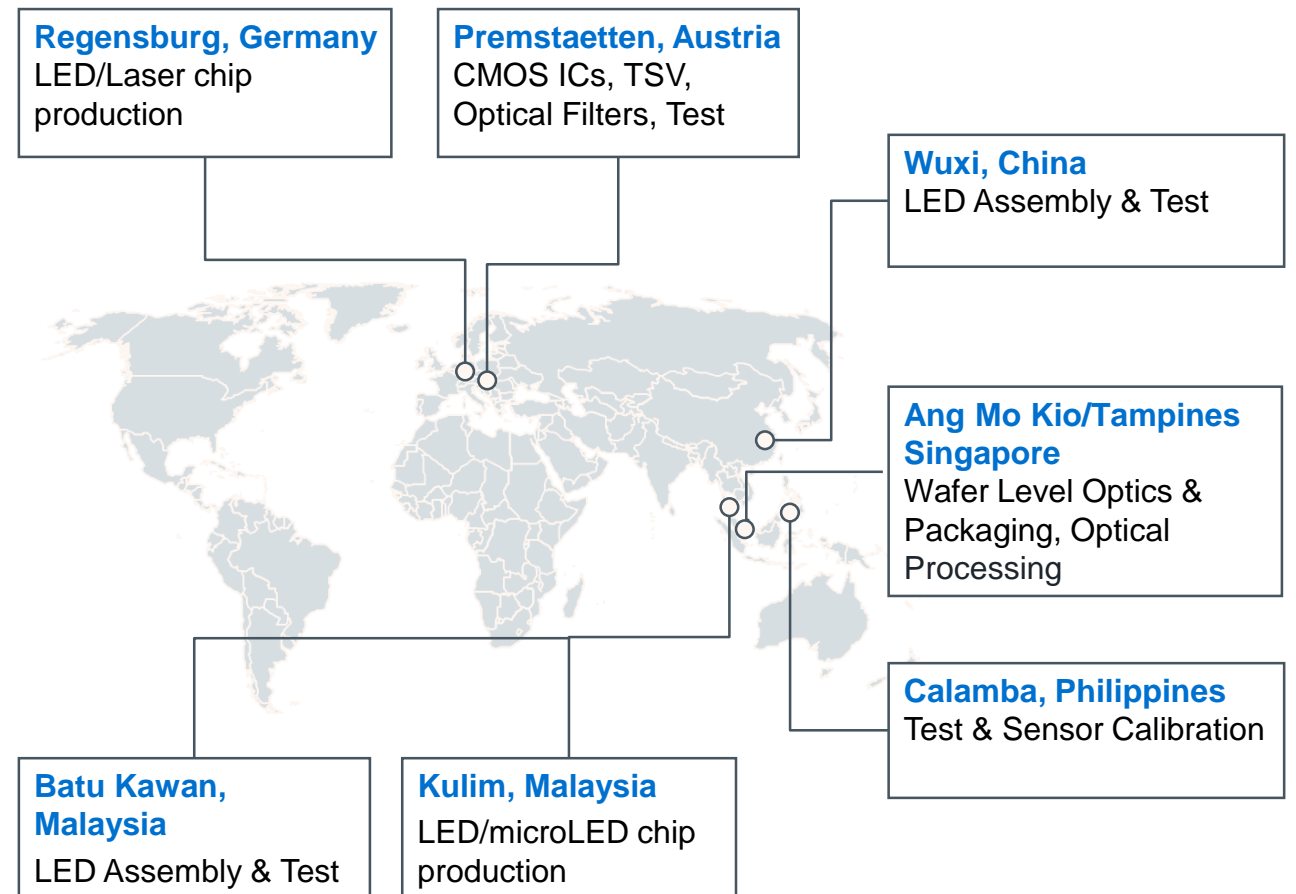 Regensburg, Germany
LED/Laser chip
production
Premstaetten, Austria
CMOS ICs, TSV,
Optical Filters, Test
Wuxi, China
LED Assembly & Test
Ang Mo Kio/Tampines
Singapore
Wafer Level Optics &
Packaging, Optical
Processing
Calamba, Philippines
Test & Sensor Calibration
Batu Kawan,
Malaysia
LED Assembly & Test
Kulim, Malaysia
LED/microLED chip
production